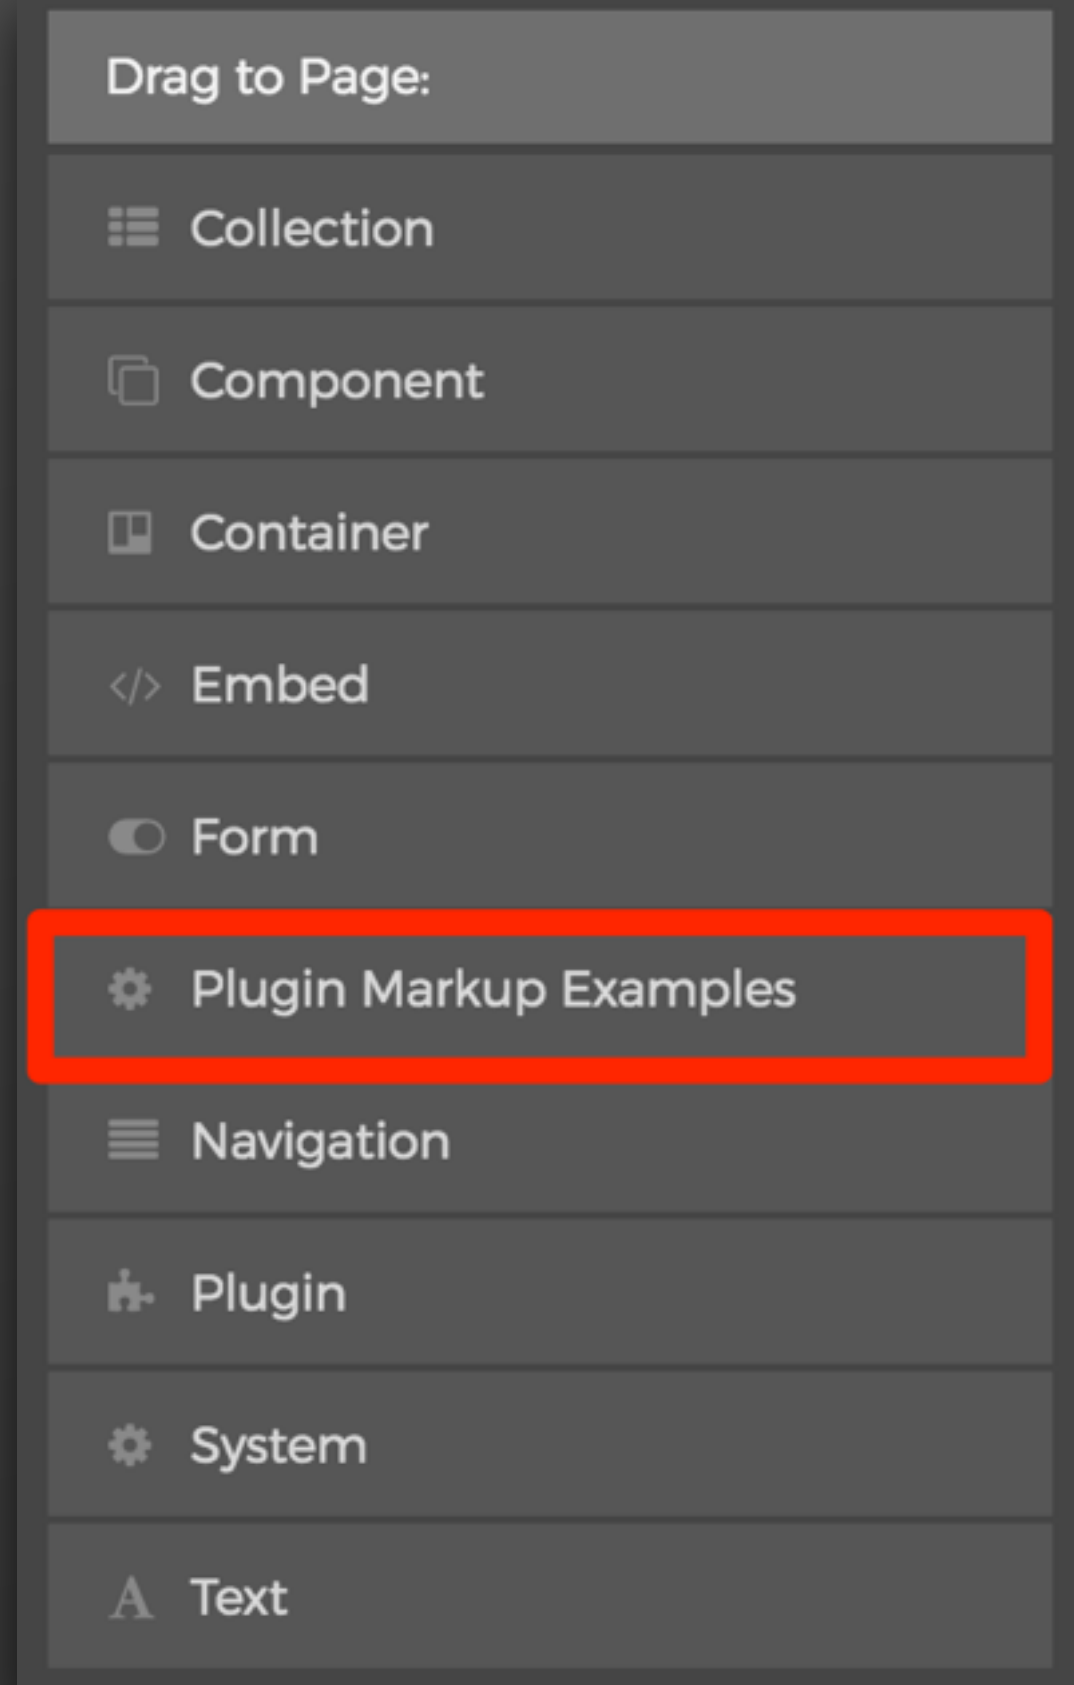 Drag to Page:
Collection
Component
Container
Embed
Form
Plugin Markup Examples
Navigation
Plugin
System
Text